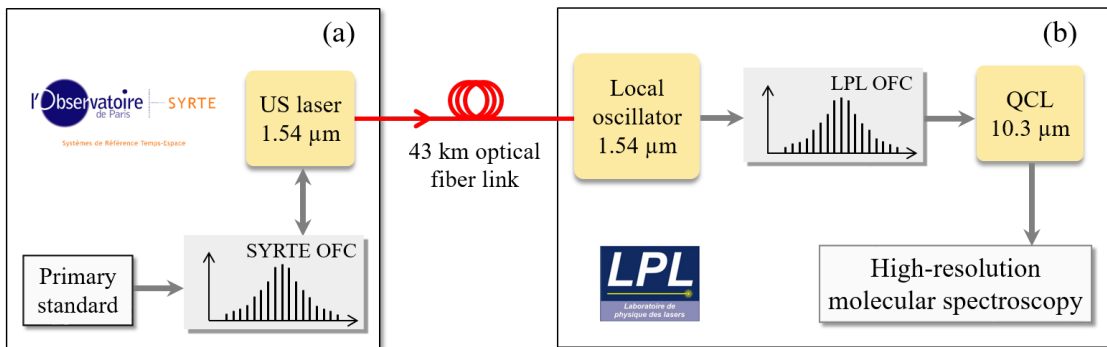 (a)
l'Observatoire
de Paris
SYRTE
Systèmes de Référence Temps-Espace
US laser
1.54 µm
SYRTE OFC
Primary
standard
43 km optical
fiber link
(b)
Local
oscillator
1.54 µm
LPL OFC
QCL
10.3 µm
LPL
Laboratoire de
physique des lasers
High-resolution
molecular spectroscopy